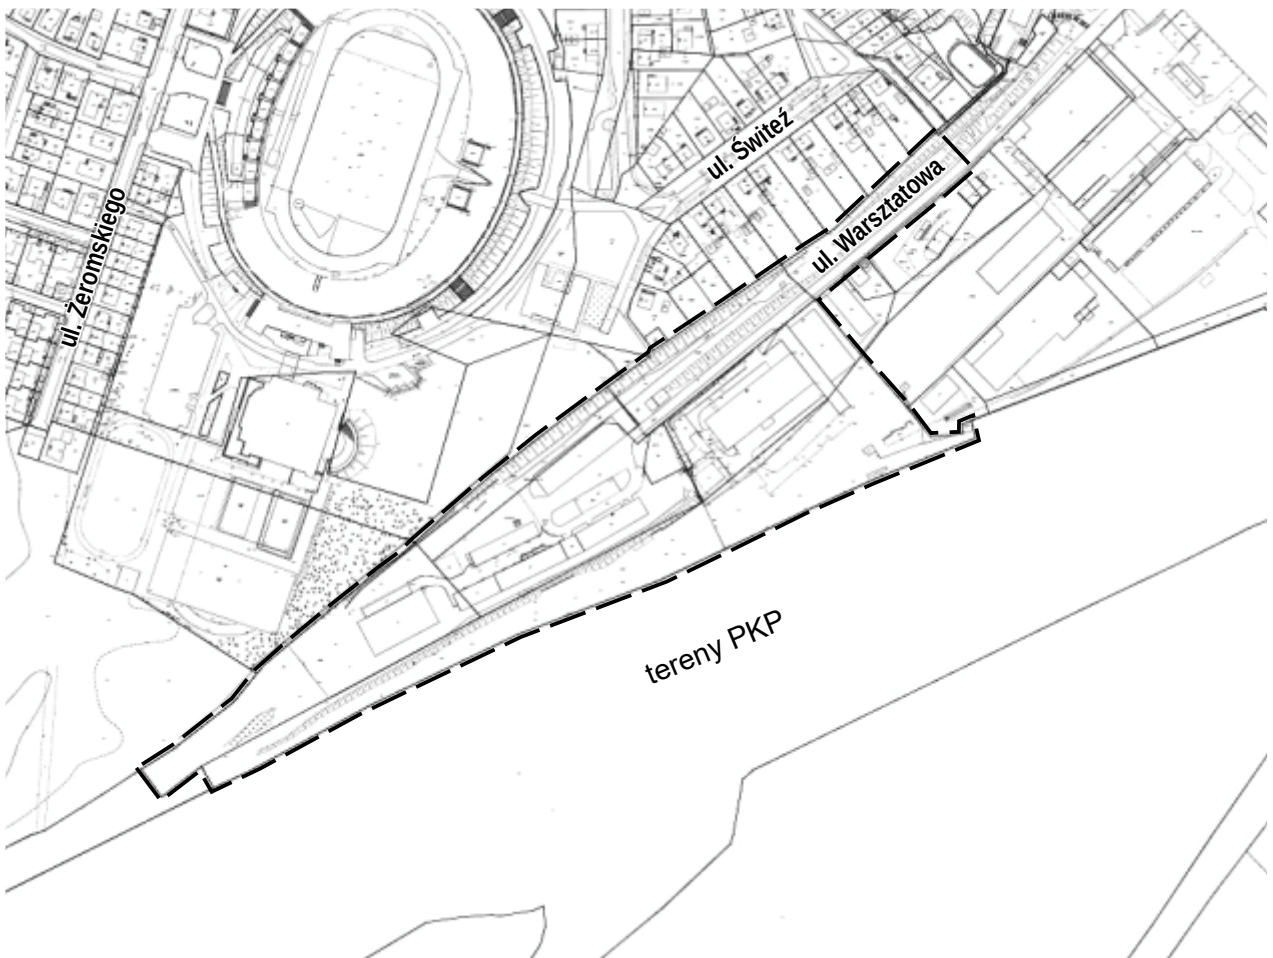 ul. Świteź
ul. Żeromskiego
ul. Warsztatowa
tereny PKP